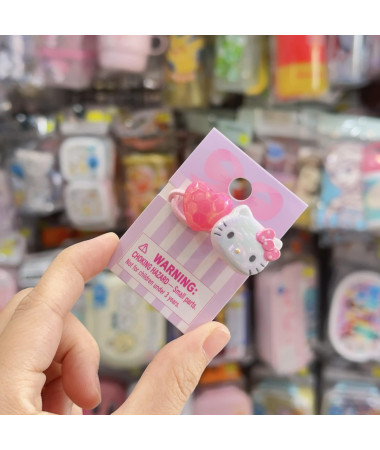 ⚠ WARNING:
CHOKING HAZARD—Small parts.
Not for children under 3 years.